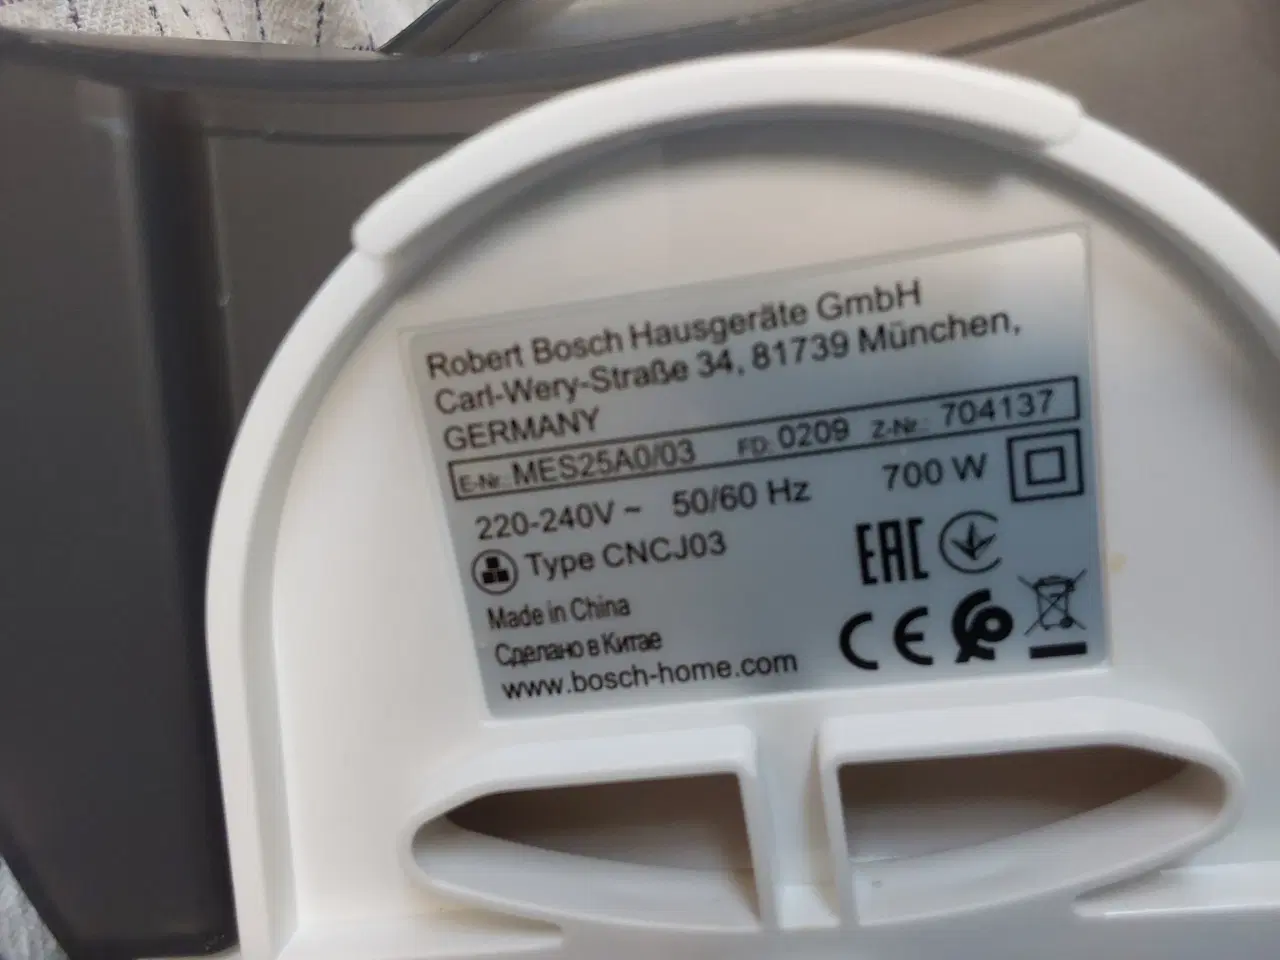 Robert Bosch Hausgeräte GmbH
Carl-Wery-Straße 34, 81739 München,
GERMANY
E-Nr.: MES25A0/03 FD: 0209 Z-Nr.: 704137
220-240V ~ 50/60 Hz 700 W
Type CNCJ03
EAC
Made in China
Сделано в Китае
CE
www.bosch-home.com